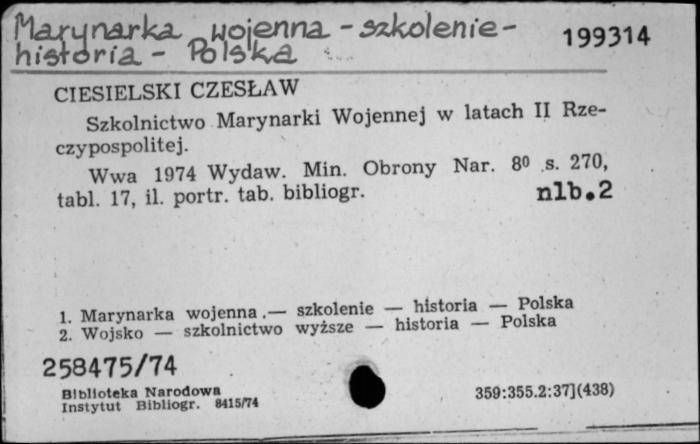 Marynarka wojenna - szkolenie - 199314
historia - Polska
CIESIELSKI CZESŁAW
Szkolnictwo Marynarki Wojennej w latach II Rze-
czypospolitej.
Wwa 1974 Wydaw. Min. Obrony Nar. 8⁰ s. 270,
tabl. 17, il. portr. tab. bibliogr. nlb.2
1. Marynarka wojenna — szkolenie — historia — Polska
2. Wojsko — szkolnictwo wyższe — historia — Polska
258475/74
Biblioteka Narodowa
Instytut Bibliogr. 8415/74 359:355.2:37](438)